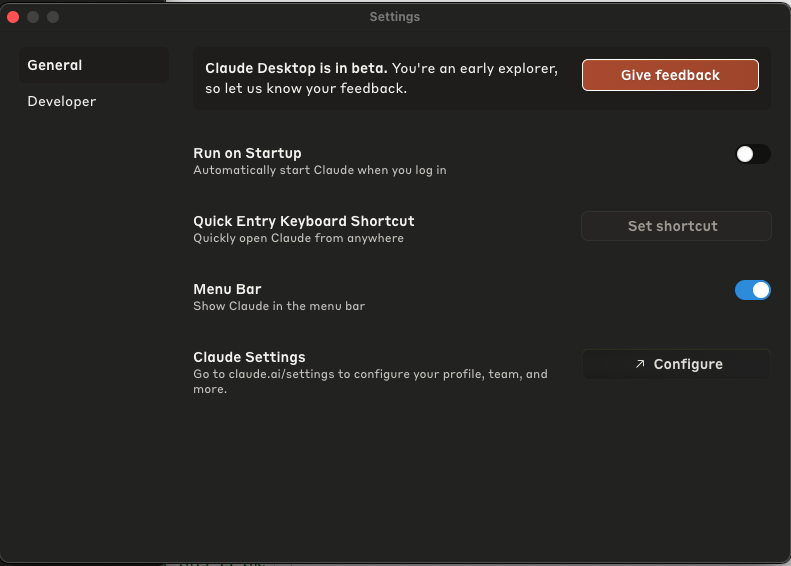 Settings
General
Developer
Claude Desktop is in beta. You're an early explorer,
so let us know your feedback.
Give feedback
Run on Startup
Automatically start Claude when you log in
Quick Entry Keyboard Shortcut
Quickly open Claude from anywhere
Set shortcut
Menu Bar
Show Claude in the menu bar
Claude Settings
Go to claude.ai/settings to configure your profile, team, and
more.
Configure